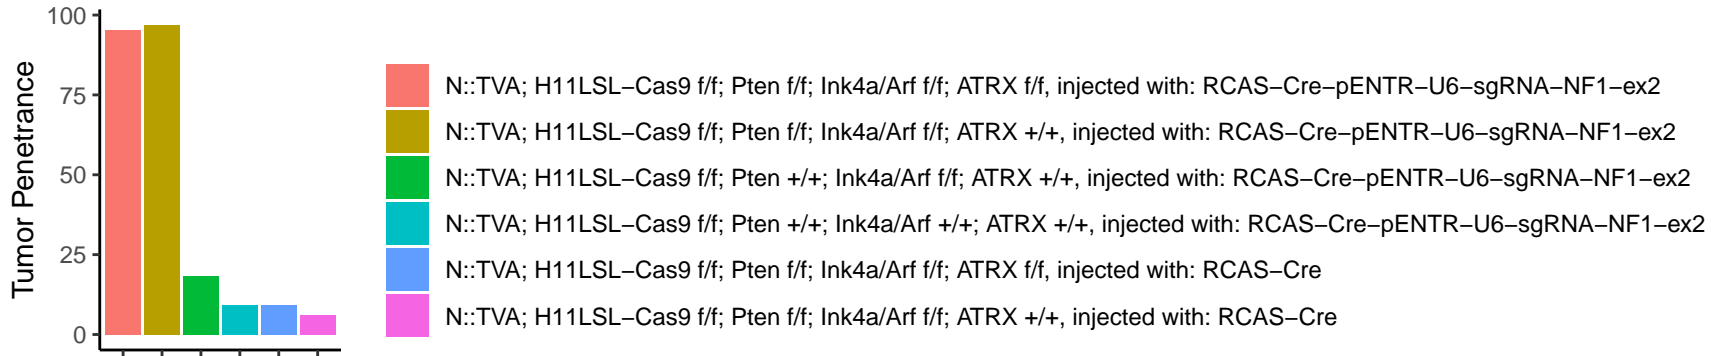 Tumor Penetrance
100
75
50
25
0
N::TVA; H11LSL−Cas9 f/f; Pten f/f; Ink4a/Arf f/f; ATRX f/f, injected with: RCAS−Cre−pENTR−U6−sgRNA−NF1−ex2
N::TVA; H11LSL−Cas9 f/f; Pten f/f; Ink4a/Arf f/f; ATRX +/+, injected with: RCAS−Cre−pENTR−U6−sgRNA−NF1−ex2
N::TVA; H11LSL−Cas9 f/f; Pten +/+; Ink4a/Arf f/f; ATRX +/+, injected with: RCAS−Cre−pENTR−U6−sgRNA−NF1−ex2
N::TVA; H11LSL−Cas9 f/f; Pten +/+; Ink4a/Arf +/+; ATRX +/+, injected with: RCAS−Cre−pENTR−U6−sgRNA−NF1−ex2
N::TVA; H11LSL−Cas9 f/f; Pten f/f; Ink4a/Arf f/f; ATRX f/f, injected with: RCAS−Cre
N::TVA; H11LSL−Cas9 f/f; Pten f/f; Ink4a/Arf f/f; ATRX +/+, injected with: RCAS−Cre